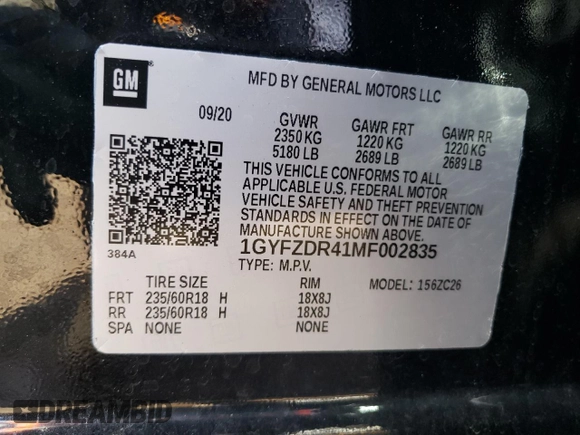 GM
MFD BY GENERAL MOTORS LLC
09/20
GVWR GAWR FRT GAWR RR
2350 KG 1220 KG 1220 KG
5180 LB 2689 LB 2689 LB
THIS VEHICLE CONFORMS TO ALL
APPLICABLE U.S. FEDERAL MOTOR
VEHICLE SAFETY AND THEFT PREVENTION
STANDARDS IN EFFECT ON THE DATE OF
MANUFACTURE SHOWN ABOVE.
384A
1GYFZDR41MF002835
TYPE: M.P.V.
MODEL: 156ZC26
TIRE SIZE RIM
FRT 235/60R18 H 18X8J
RR 235/60R18 H 18X8J
SPA NONE NONE
DREAMBID